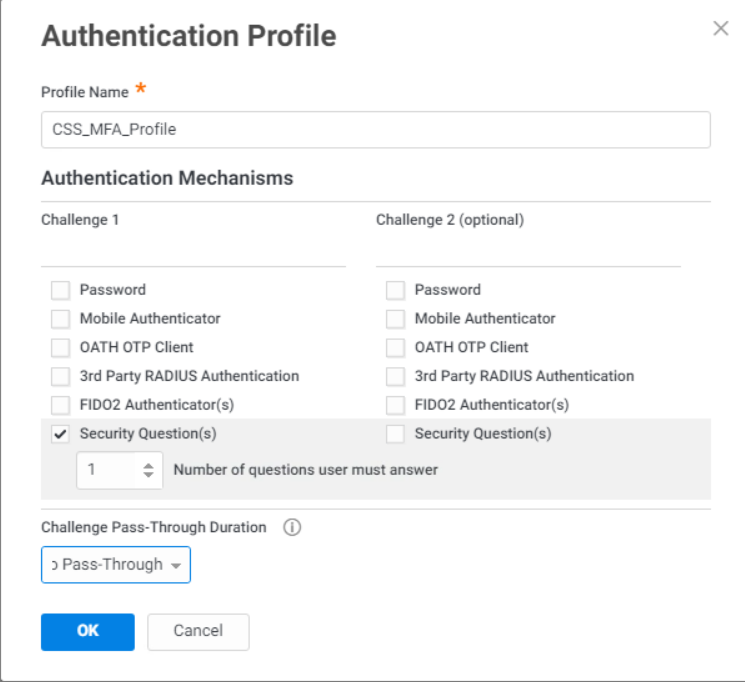 Authentication Profile
Profile Name *
CSS_MFA_Profile
Authentication Mechanisms
Challenge 1
Challenge 2 (optional)
Password
Password
Mobile Authenticator
Mobile Authenticator
OATH OTP Client
OATH OTP Client
3rd Party RADIUS Authentication
3rd Party RADIUS Authentication
FIDO2 Authenticator(s)
FIDO2 Authenticator(s)
Security Question(s)
Security Question(s)
1 Number of questions user must answer
Challenge Pass-Through Duration
Pass-Through
OK
Cancel